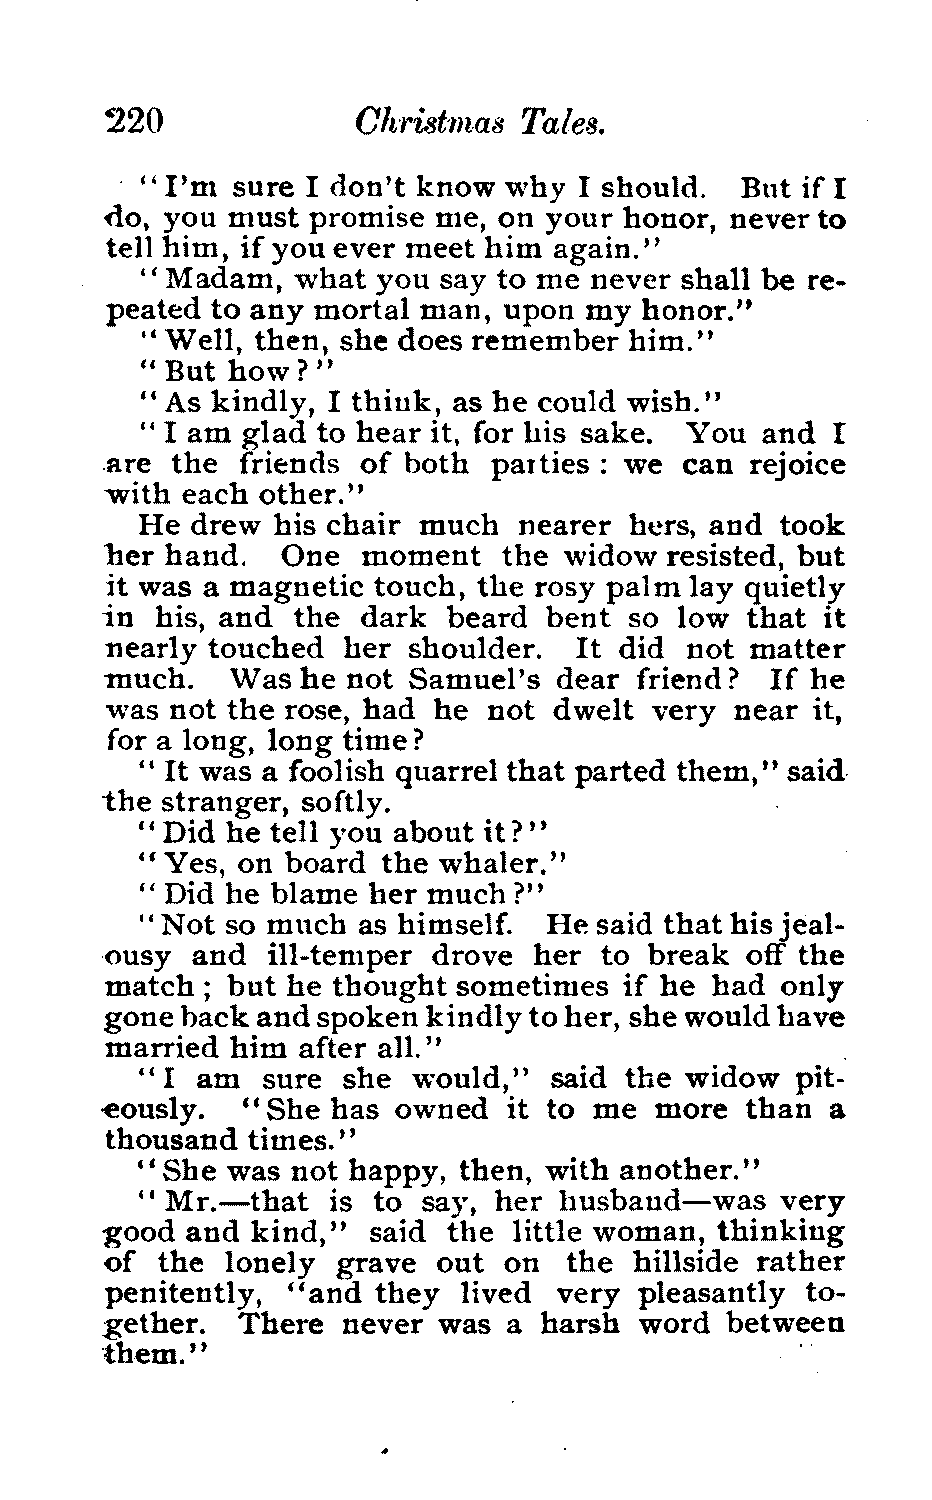 220 Christmas Tales.
"I'm sure I don't know why I should. But if I
do, you must promise me, on your honor, never to
tell him, if you ever meet him again."
"Madam, what you say to me never shall be re-
peated to any mortal man, upon my honor."
"Well, then, she does remember him."
"But how?"
"As kindly, I think, as he could wish."
"I am glad to hear it, for his sake. You and I
are the friends of both parties: we can rejoice
with each other."
He drew his chair much nearer hers, and took
her hand. One moment the widow resisted, but
it was a magnetic touch, the rosy palm lay quietly
in his, and the dark beard bent so low that it
nearly touched her shoulder. It did not matter
much. Was he not Samuel's dear friend? If he
was not the rose, had he not dwelt very near it,
for a long, long time?
"It was a foolish quarrel that parted them," said
the stranger, softly.
"Did he tell you about it?"
"Yes, on board the whaler."
"Did he blame her much?"
"Not so much as himself. He said that his jeal-
ousy and ill-temper drove her to break off the
match; but he thought sometimes if he had only
gone back and spoken kindly to her, she would have
married him after all."
"I am sure she would," said the widow pit-
eously. "She has owned it to me more than a
thousand times."
"She was not happy, then, with another."
"Mr.—that is to say, her husband—was very
good and kind," said the little woman, thinking
of the lonely grave out on the hillside rather
penitently, "and they lived very pleasantly to-
gether. There never was a harsh word between
them."